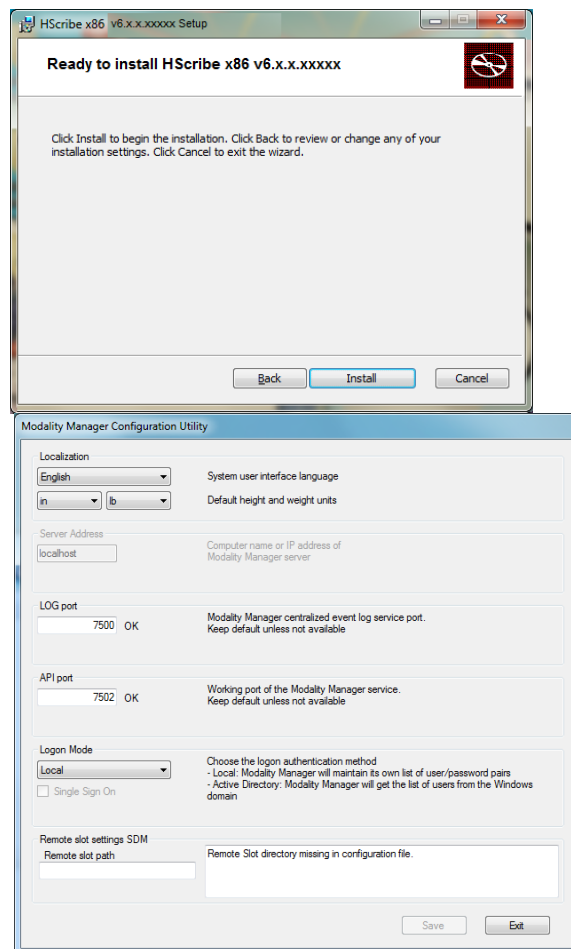 HScribe x86 v6.x.x.xxxxx Setup
Ready to install HScribe x86 v6.x.x.xxxxx
Click Install to begin the installation. Click Back to review or change any of your
installation settings. Click Cancel to exit the wizard.
Back Install Cancel
Modality Manager Configuration Utility
Localization
English System user interface language
in lb Default height and weight units
Server Address
localhost Computer name or IP address of
Modality Manager server
LOG port
7500 OK Modality Manager centralized event log service port.
Keep default unless not available
API port
7502 OK Working port of the Modality Manager service.
Keep default unless not available
Logon Mode
Local Choose the logon authentication method
- Local: Modality Manager will maintain its own list of user/password pairs
Single Sign On - Active Directory: Modality Manager will get the list of users from the Windows
domain
Remote slot settings SDM
Remote slot path Remote Slot directory missing in configuration file.
Save Exit